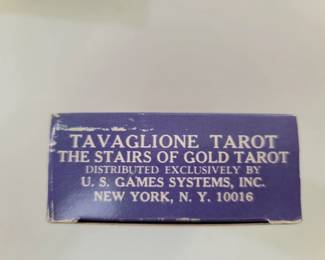 TAVAGLIONE TAROT
THE STAIRS OF GOLD TAROT
DISTRIBUTED EXCLUSIVELY BY
U. S. GAMES SYSTEMS, INC.
NEW YORK, N. Y. 10016